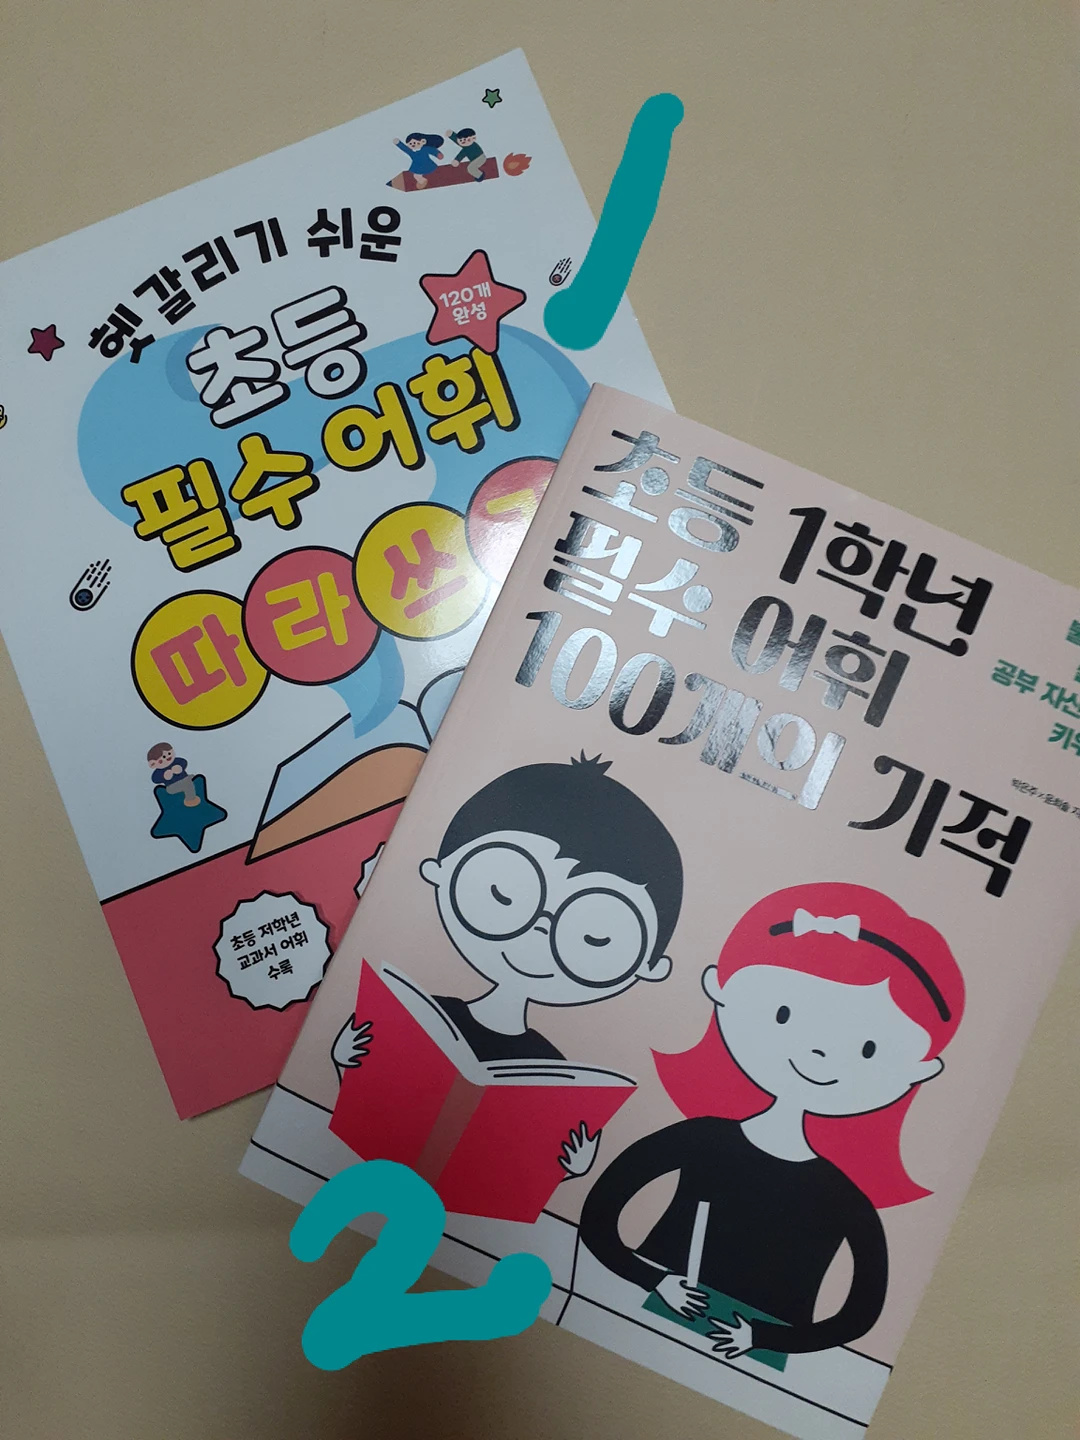 1
헷갈리기 쉬운
120개
완성
초등
필수 어휘
따라쓰
초등 저학년
교과서 어휘
수록
초등 1학년
필수 어휘
100개의 기적
공부 자신
키워
2